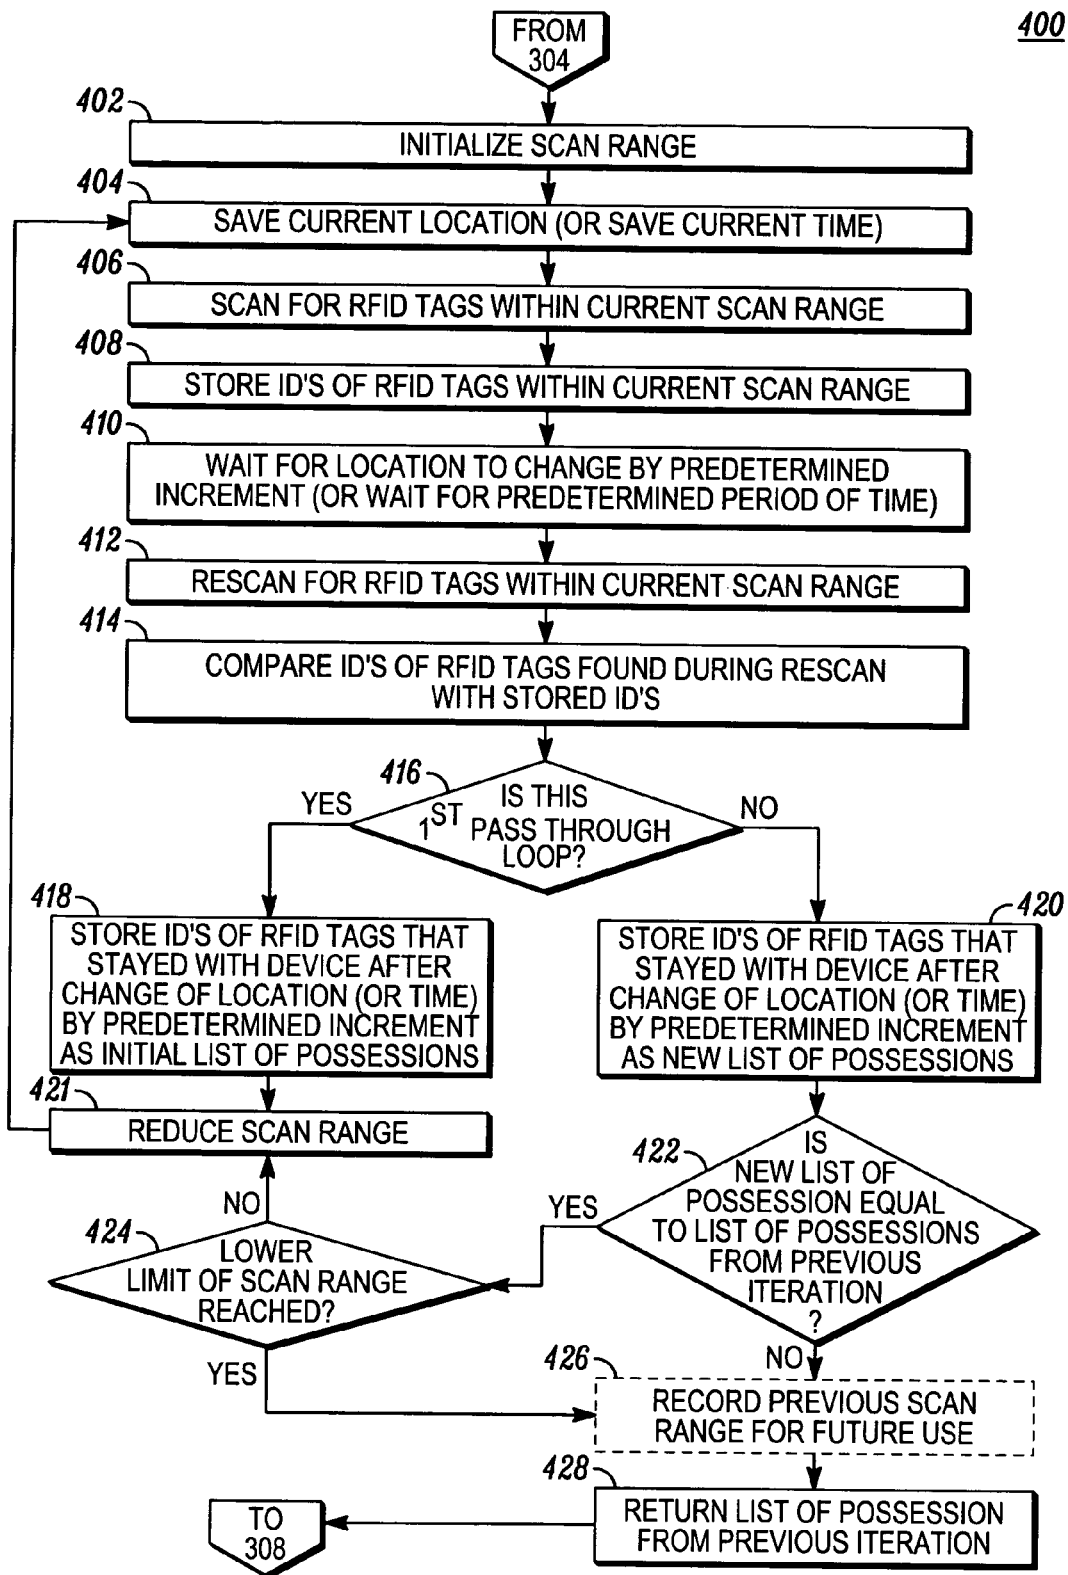 400
FROM
304
402
INITIALIZE SCAN RANGE
404
SAVE CURRENT LOCATION (OR SAVE CURRENT TIME)
406
SCAN FOR RFID TAGS WITHIN CURRENT SCAN RANGE
408
STORE ID'S OF RFID TAGS WITHIN CURRENT SCAN RANGE
410
WAIT FOR LOCATION TO CHANGE BY PREDETERMINED
INCREMENT (OR WAIT FOR PREDETERMINED PERIOD OF TIME)
412
RESCAN FOR RFID TAGS WITHIN CURRENT SCAN RANGE
414
COMPARE ID'S OF RFID TAGS FOUND DURING RESCAN
WITH STORED ID'S
416
IS THIS
1ST PASS THROUGH
LOOP?
YES
NO
418
STORE ID'S OF RFID TAGS THAT
STAYED WITH DEVICE AFTER
CHANGE OF LOCATION (OR TIME)
BY PREDETERMINED INCREMENT
AS INITIAL LIST OF POSSESSIONS
420
STORE ID'S OF RFID TAGS THAT
STAYED WITH DEVICE AFTER
CHANGE OF LOCATION (OR TIME)
BY PREDETERMINED INCREMENT
AS NEW LIST OF POSSESSIONS
421
REDUCE SCAN RANGE
422
IS
NEW LIST OF
POSSESSION EQUAL
TO LIST OF POSSESSIONS
FROM PREVIOUS
ITERATION
?
YES
NO
424
LOWER
LIMIT OF SCAN RANGE
REACHED?
NO
YES
426
RECORD PREVIOUS SCAN
RANGE FOR FUTURE USE
428
RETURN LIST OF POSSESSION
FROM PREVIOUS ITERATION
TO
308